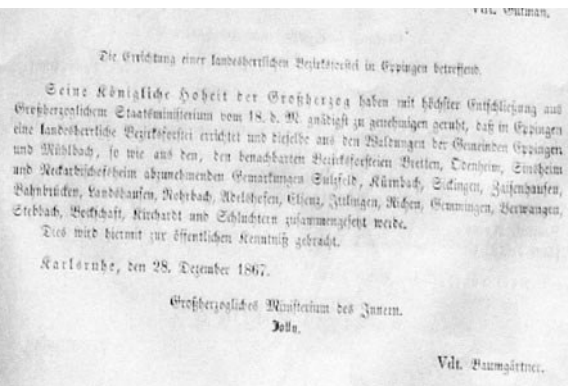 Vdt. Gutman.
Die Errichtung einer landesherrlichen Bezirksforstei in Eppingen betreffend.
Seine Königliche Hoheit der Großherzog haben mit höchster Entschließung aus
Großherzoglichem Staatsministerium vom 18. d. M. gnädigst zu genehmigen geruht, daß in Eppingen
eine landesherrliche Bezirksforstei errichtet und dieselbe aus den Waldungen der Gemeinden Eppingen
und Mühlbach, so wie aus den, den benachbarten Bezirksforsteien Bretten, Odenheim, Sinsheim
und Neckarbischofsheim abzunehmenden Gemarkungen Sulzfeld, Kürnbach, Sickingen, Zaisenhausen,
Bahnbrücken, Landshausen, Rohrbach, Adelshofen, Elsenz, Ittlingen, Richen, Gemmingen, Berwangen,
Stebbach, Bockschaft, Kirchardt und Schluchtern zusammengesetzt werde.
Dies wird hiermit zur öffentlichen Kenntniß gebracht.
Karlsruhe, den 28. Dezember 1867.
Großherzogliches Ministerium des Innern.
Jolly.
Vdt. Baumgärtner.